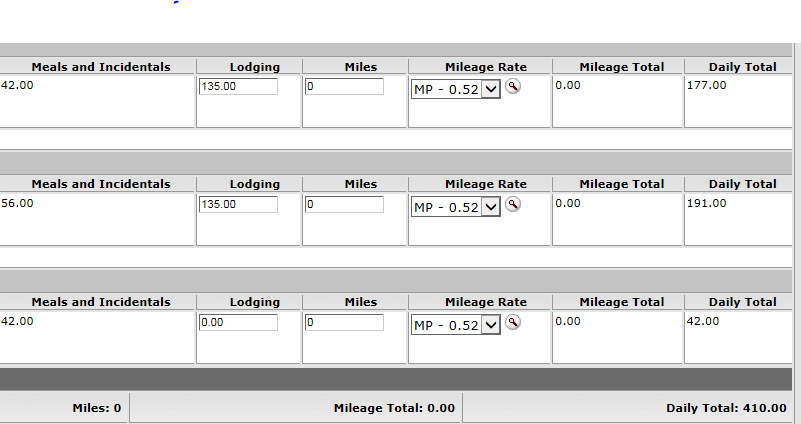 Meals and Incidentals Lodging Miles Mileage Rate Mileage Total Daily Total
42.00 135.00 0 MP - 0.52 0.00 177.00
Meals and Incidentals Lodging Miles Mileage Rate Mileage Total Daily Total
56.00 135.00 0 MP - 0.52 0.00 191.00
Meals and Incidentals Lodging Miles Mileage Rate Mileage Total Daily Total
42.00 0.00 0 MP - 0.52 0.00 42.00
Miles: 0 Mileage Total: 0.00 Daily Total: 410.00